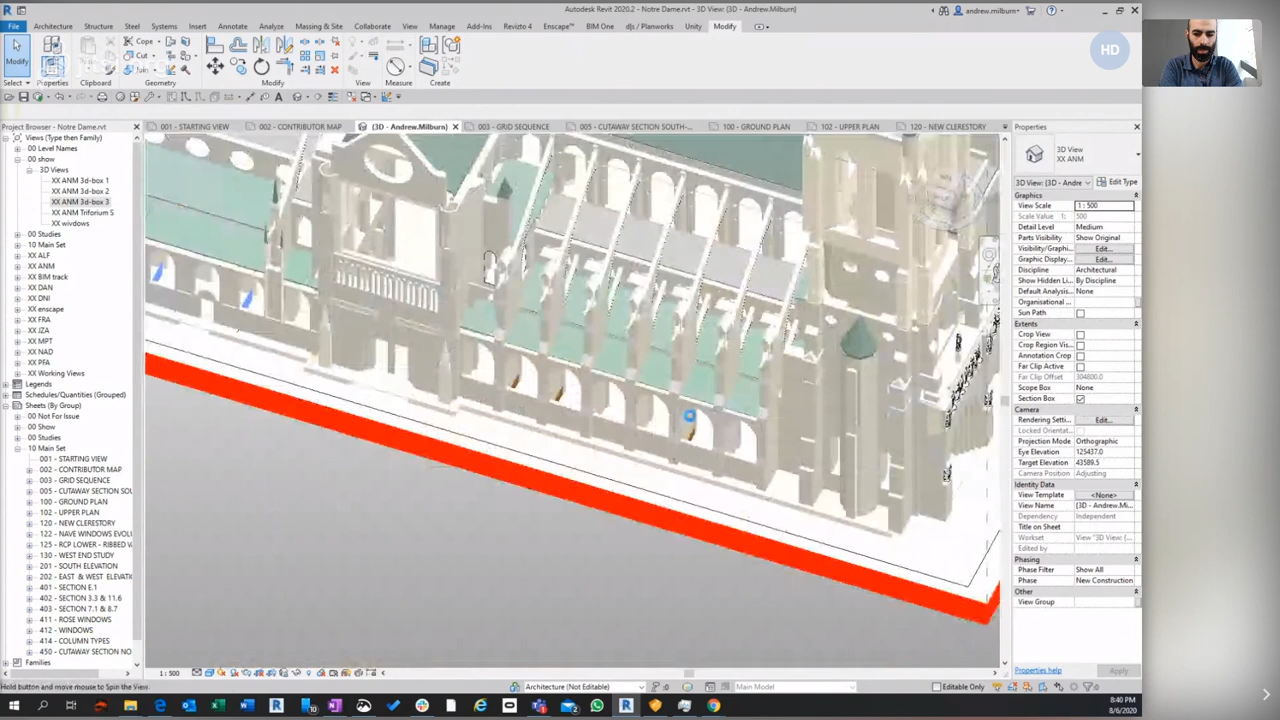 Autodesk Revit 2020.2 - Notre Dame.rvt - 3D View: {3D - Andrew.Milburn}
andrew.milburn
File Architecture Structure Steel Systems Insert Annotate Analyze Massing & Site Collaborate View Manage Add-Ins Revizto 4 Enscape™ BIM One Unity Modify
HD
Modify
Cope
Cut
Join
Select Properties Clipboard Geometry Modify View Measure Create
Project Browser - Notre Dame.rvt
001 - STARTING VIEW
002 - CONTRIBUTOR MAP
{3D - Andrew.Milburn}
003 - GRID SEQUENCE
005 - CUTAWAY SECTION SOUTH-...
100 - GROUND PLAN
102 - UPPER PLAN
120 - NEW CLERESTORY
Views (Type then Family)
00 Level Names
00 show
3D Views
XX ANM 3d-box 1
XX ANM 3d-box 2
XX ANM 3d-box 3
XX ANM Triforium S
XX windows
00 Studies
10 Main Set
XX ALF
XX ANM
XX BIM track
XX DAN
XX DNI
XX enscape
XX FRA
XX JZA
XX MPT
XX NAD
XX PFA
XX Working Views
Legends
Schedules/Quantities (Grouped)
Sheets (By Group)
00 Not For Issue
00 Show
00 Studies
10 Main Set
001 - STARTING VIEW
002 - CONTRIBUTOR MAP
003 - GRID SEQUENCE
005 - CUTAWAY SECTION SOU
100 - GROUND PLAN
102 - UPPER PLAN
120 - NEW CLERESTORY
122 - NAVE WINDOWS EVOLU
125 - RCP LOWER - RIBBED VA
130 - WEST END STUDY
201 - SOUTH ELEVATION
202 - EAST & WEST ELEVATIO
401 - SECTION E.1
402 - SECTION 3.3 & 11.6
403 - SECTION 7.1 & 8.7
411 - ROSE WINDOWS
412 - WINDOWS
414 - COLUMN TYPES
450 - CUTAWAY SECTION NO
Families
Properties
3D View
XX ANM
3D View: {3D - Andre
Edit Type
Graphics
View Scale 1 : 500
Scale Value 1: 500
Detail Level Medium
Parts Visibility Show Original
Visibility/Graphi... Edit...
Graphic Display... Edit...
Discipline Architectural
Show Hidden Li... By Discipline
Default Analysis... None
Organisational ...
Sun Path
Extents
Crop View
Crop Region Vis...
Annotation Crop
Far Clip Active
Far Clip Offset 304800.0
Scope Box None
Section Box
Camera
Rendering Setti... Edit...
Locked Orientat...
Projection Mode Orthographic
Eye Elevation 125437.0
Target Elevation 43589.5
Camera Position Adjusting
Identity Data
View Template <None>
View Name {3D - Andrew.Mi...
Dependency Independent
Title on Sheet
Workset View "3D View: {...
Edited by
Phasing
Phase Filter Show All
Phase New Construction
Other
View Group
Properties help Apply
1 : 500
Hold button and move mouse to Spin the View.
Architecture (Not Editable)
:0
Main Model
Editable Only
:0
8:40 PM
8/6/2020